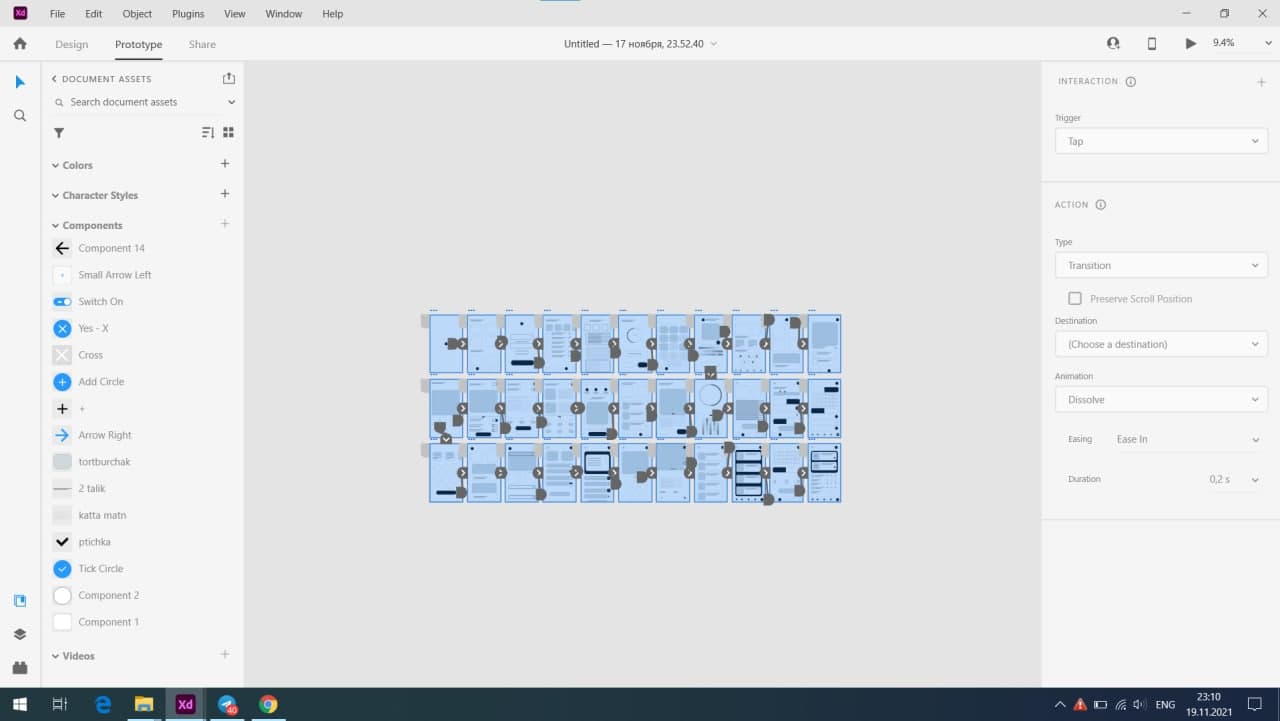 Xd File Edit Object Plugins View Window Help
Design Prototype Share
Untitled — 17 ноября, 23.52.40
9.4%
DOCUMENT ASSETS
Search document assets
Colors
Character Styles
Components
Component 14
Small Arrow Left
Switch On
Yes - X
Cross
Add Circle
+
Arrow Right
tortburchak
2 talik
katta matn
ptichka
Tick Circle
Component 2
Component 1
Videos
INTERACTION
Trigger
Tap
ACTION
Type
Transition
Preserve Scroll Position
Destination
(Choose a destination)
Animation
Dissolve
Easing Ease In
Duration 0,2 s
Xd
40
ENG
23:10
19.11.2021